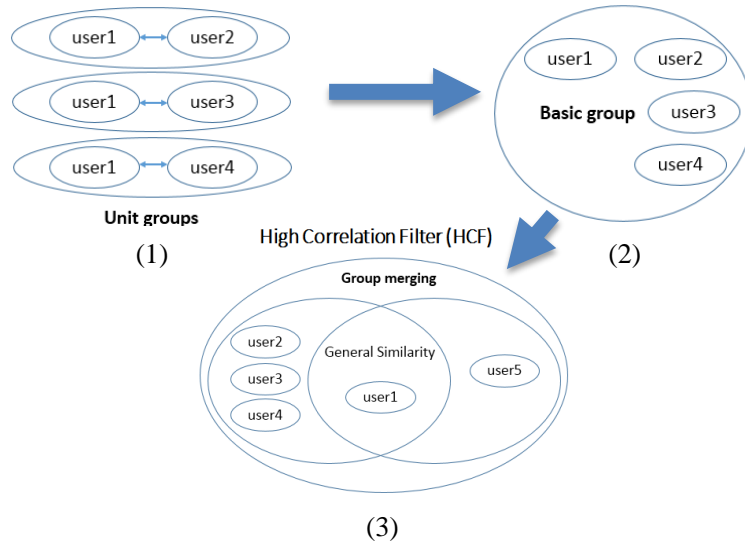 user1 user2
user1 user3
user1 user4
Unit groups
(1)
user1 user2
Basic group
user3
user4
(2)
High Correlation Filter (HCF)
Group merging
General Similarity
user2
user3
user4
user1
user5
(3)